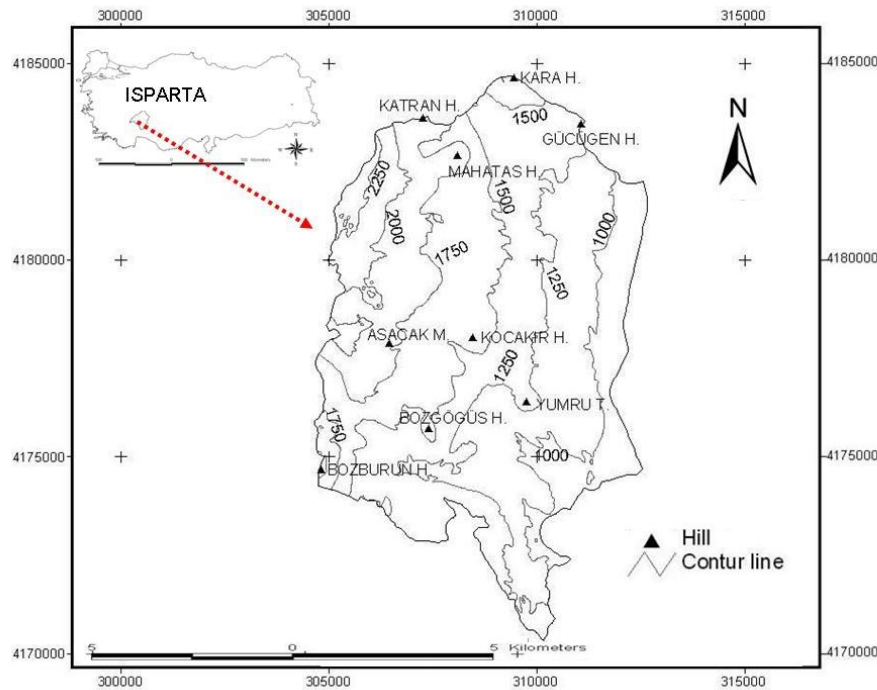 300000 305000 310000 315000
4185000 4185000
ISPARTA
KARA H.
KATRAN H.
1500
N
GÜCÜGEN H.
MAHATAS H.
2250
1500
2000
1000
4180000 4180000
1750
1250
ASACAK M.
KOCAKIR H.
1250
YUMRU T.
BOZGÖGÜS H.
1750
4175000 4175000
1000
BOZBURUN H.
Hill
Contur line
5 0 5 Kilometers
4170000 4170000
300000 305000 310000 315000